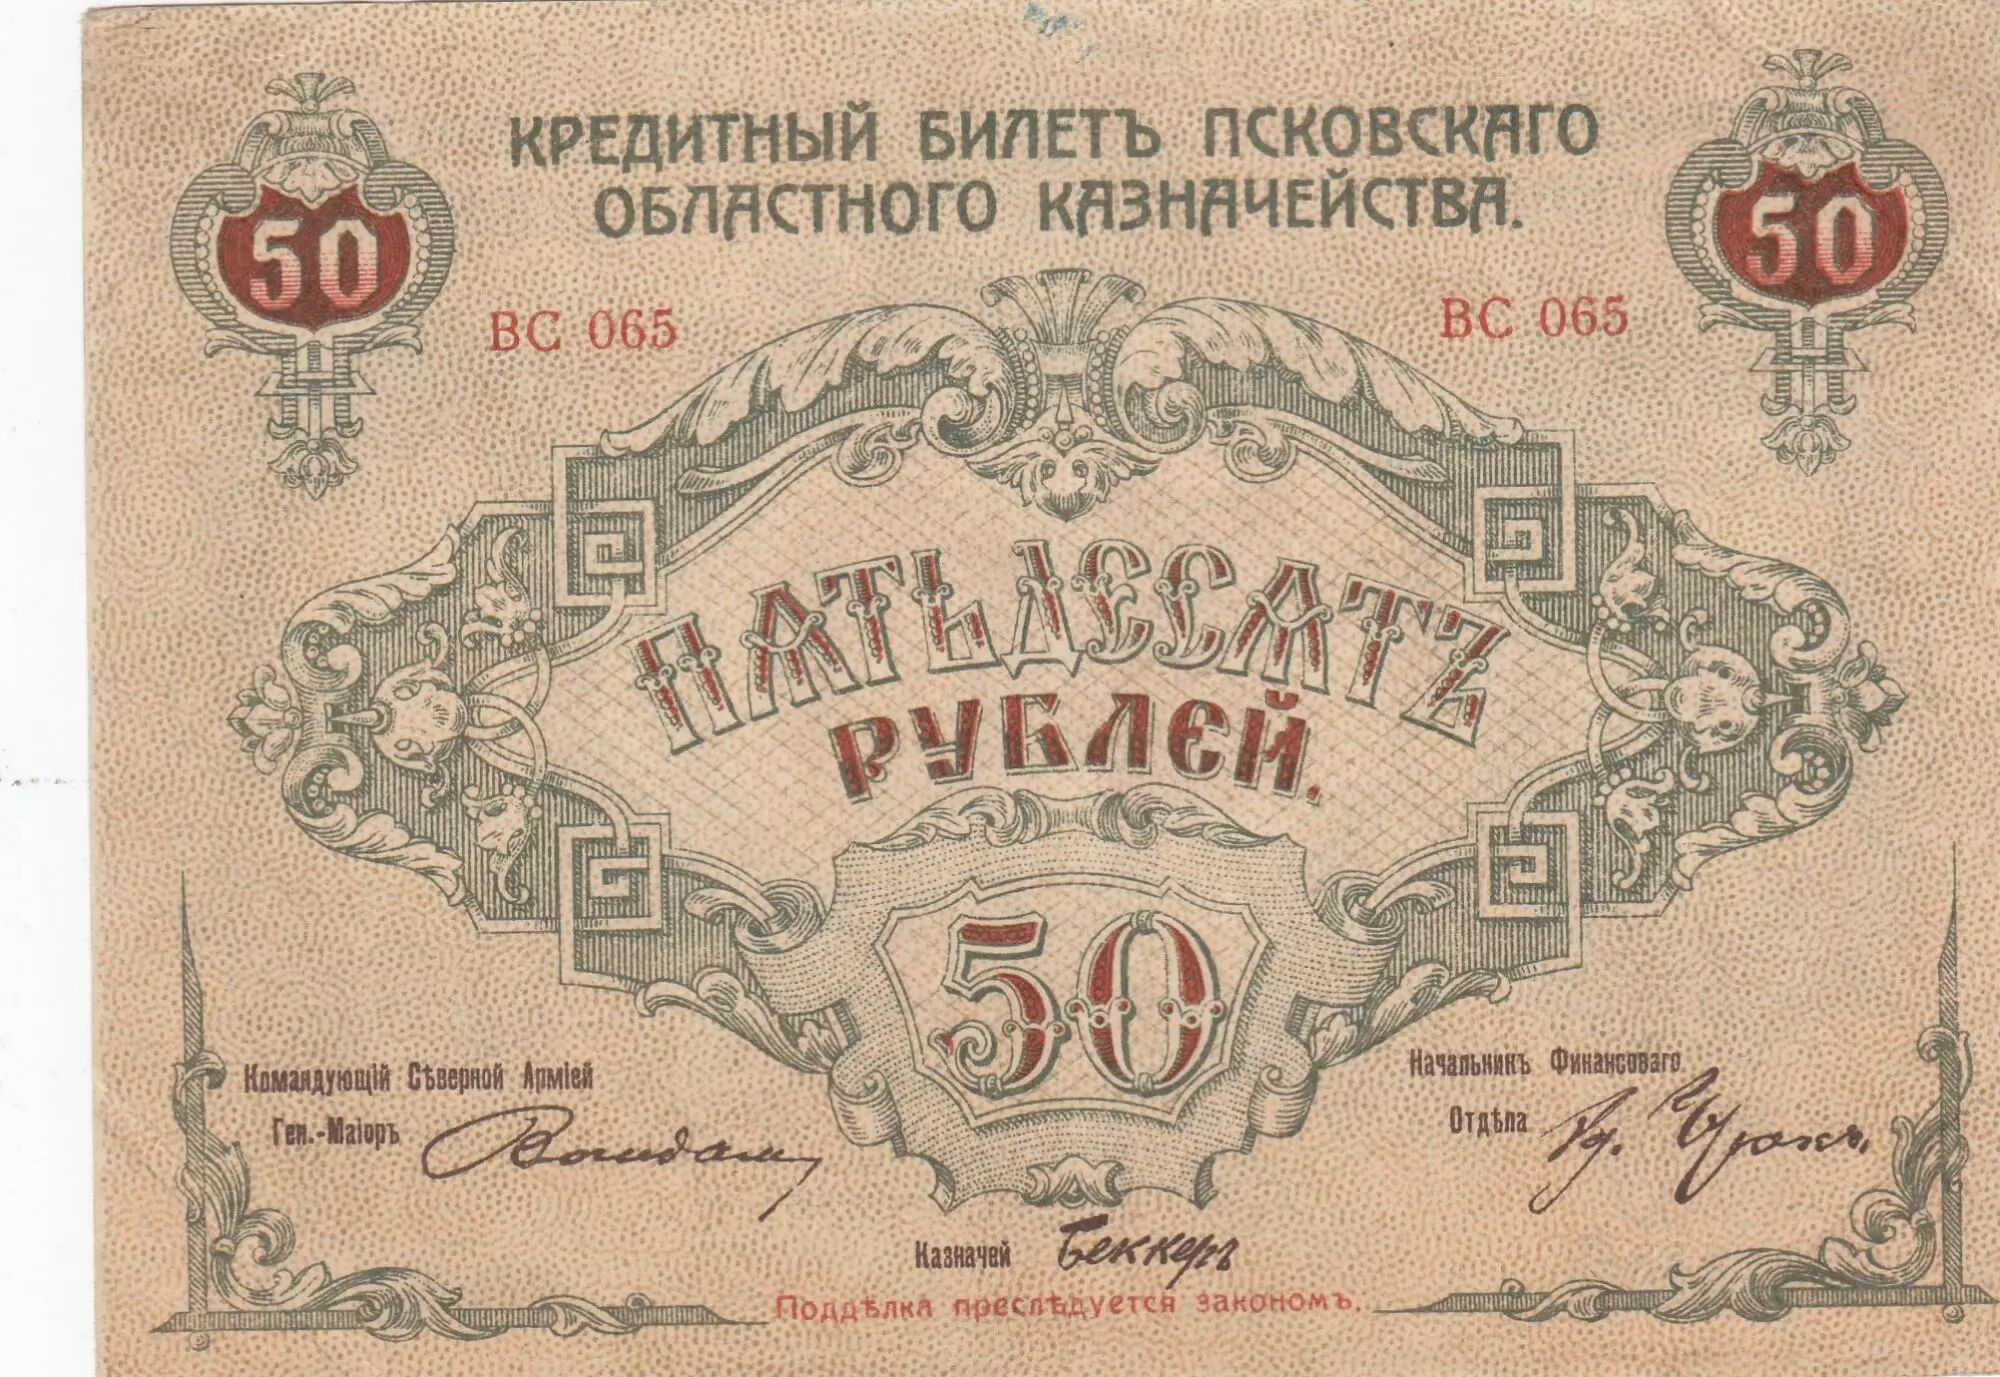 КРЕДИТНЫЙ БИЛЕТЪ ПСКОВСКАГО
ОБЛАСТНОГО КАЗНАЧЕЙСТВА.
50
50
ВС 065
ВС 065
ПЯТЬДЕСЯТЪ
РУБЛЕЙ.
50
Командующій Сѣверной Арміей
Ген.-Маіоръ
Начальникъ Финансоваго
Отдѣла
Казначей Беккеръ
Поддѣлка преслѣдуется закономъ.